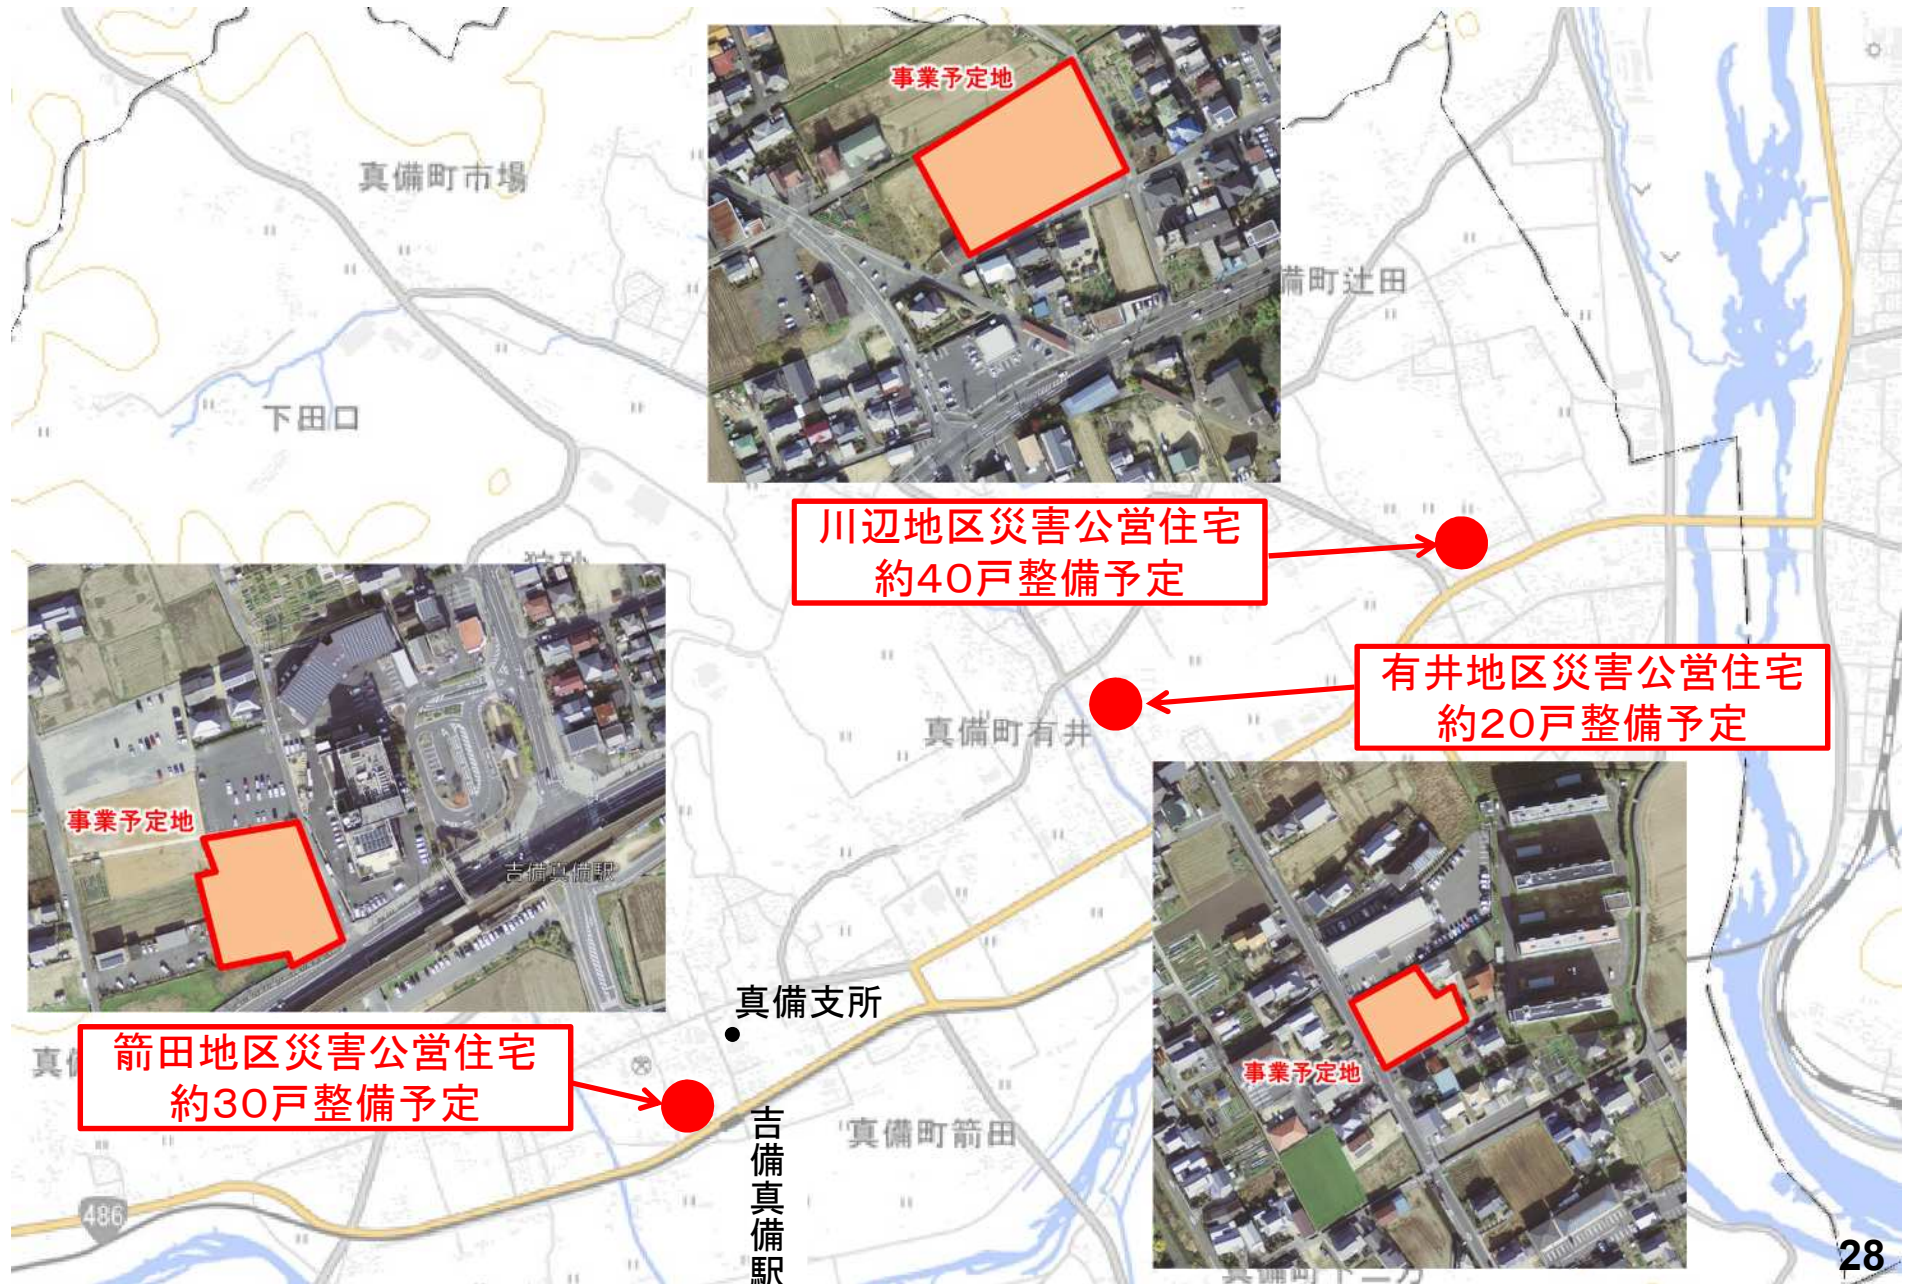 事業予定地
真備町市場
備町辻田
下田口
川辺地区災害公営住宅
約40戸整備予定
有井地区災害公営住宅
約20戸整備予定
真備町有井
事業予定地
吉備真備駅
真備支所
箭田地区災害公営住宅
約30戸整備予定
事業予定地
真備町箭田
吉備真備駅
486
28